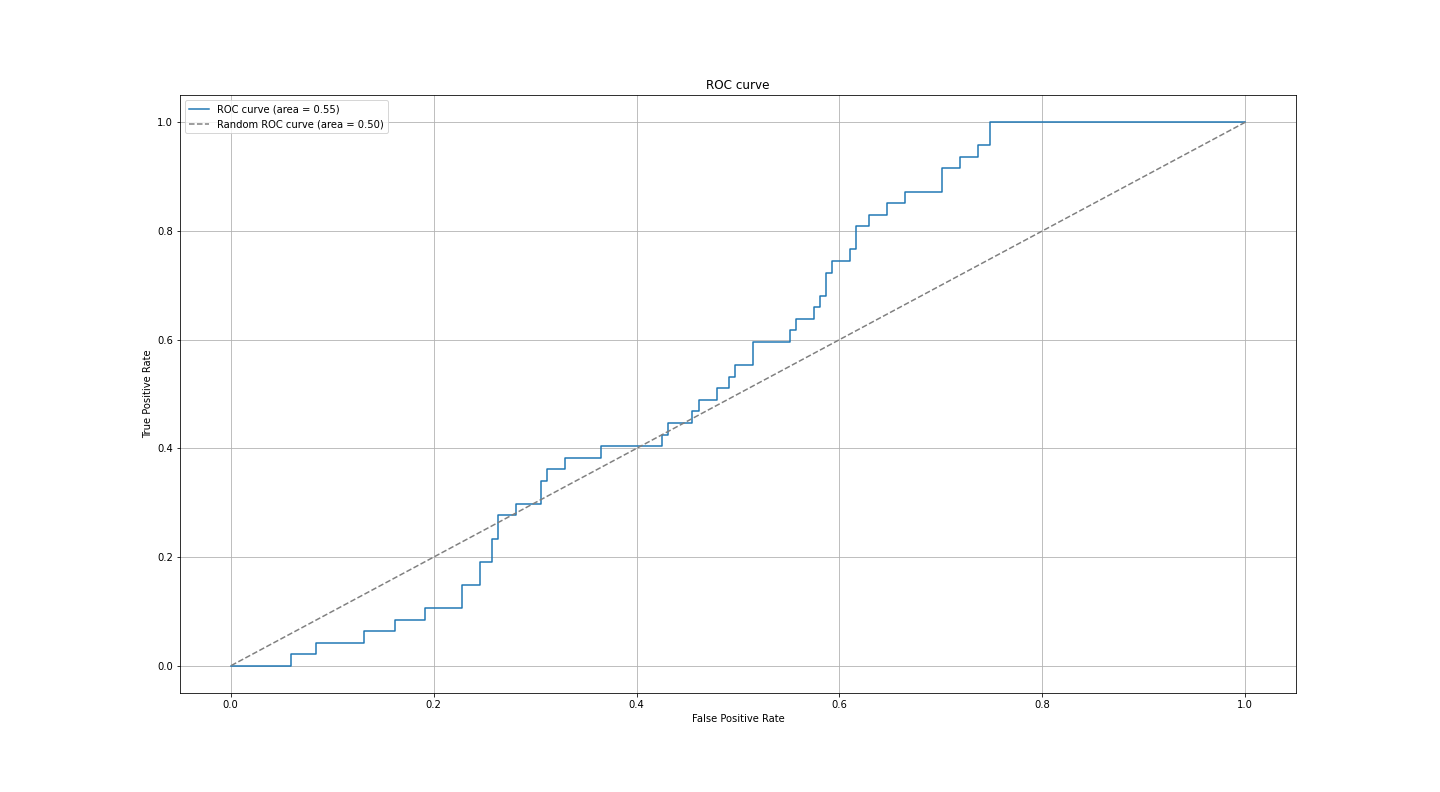 ROC curve
ROC curve (area = 0.55)
Random ROC curve (area = 0.50)
True Positive Rate
1.0
0.8
0.6
0.4
0.2
0.0
0.0 0.2 0.4 0.6 0.8 1.0
False Positive Rate